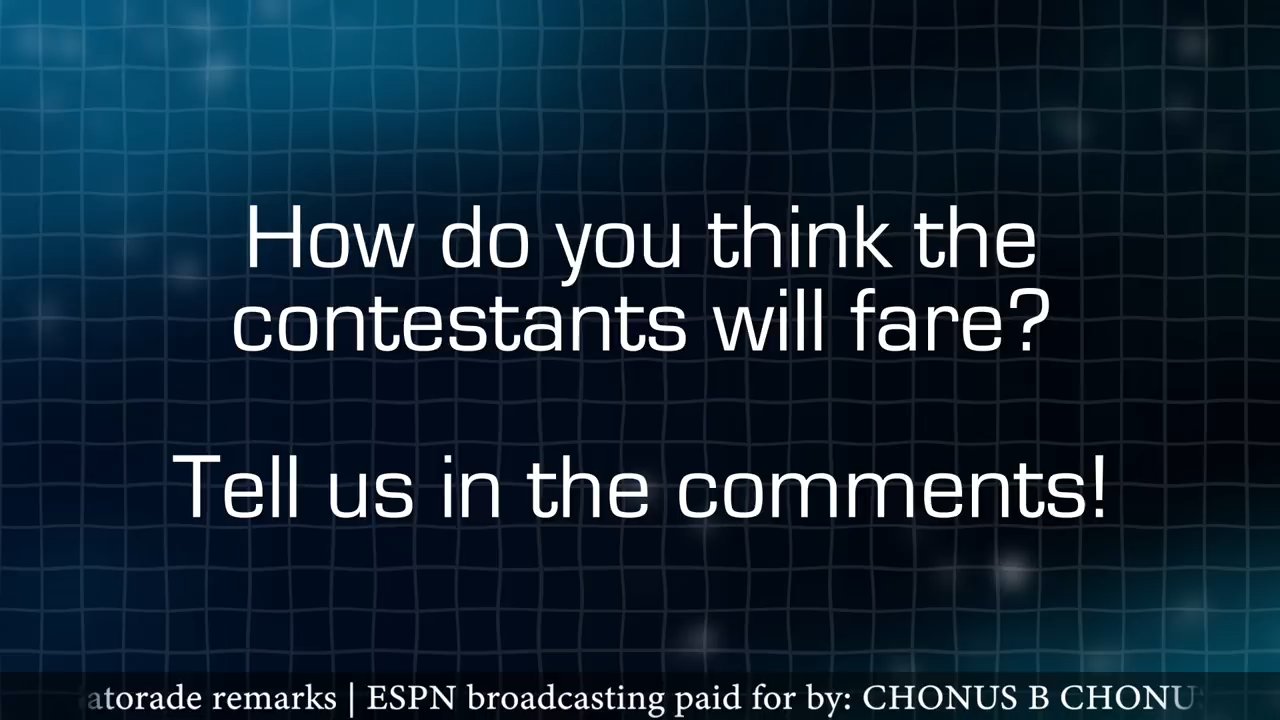 How do you think the
contestants will fare?
Tell us in the comments!
atorade remarks | ESPN broadcasting paid for by: CHONUS B CHONU